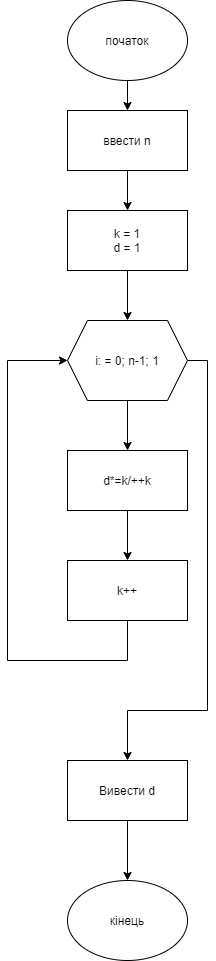 початок
ввести n
k = 1
d = 1
i: = 0; n-1; 1
d*=k/++k
k++
Вивести d
кінець